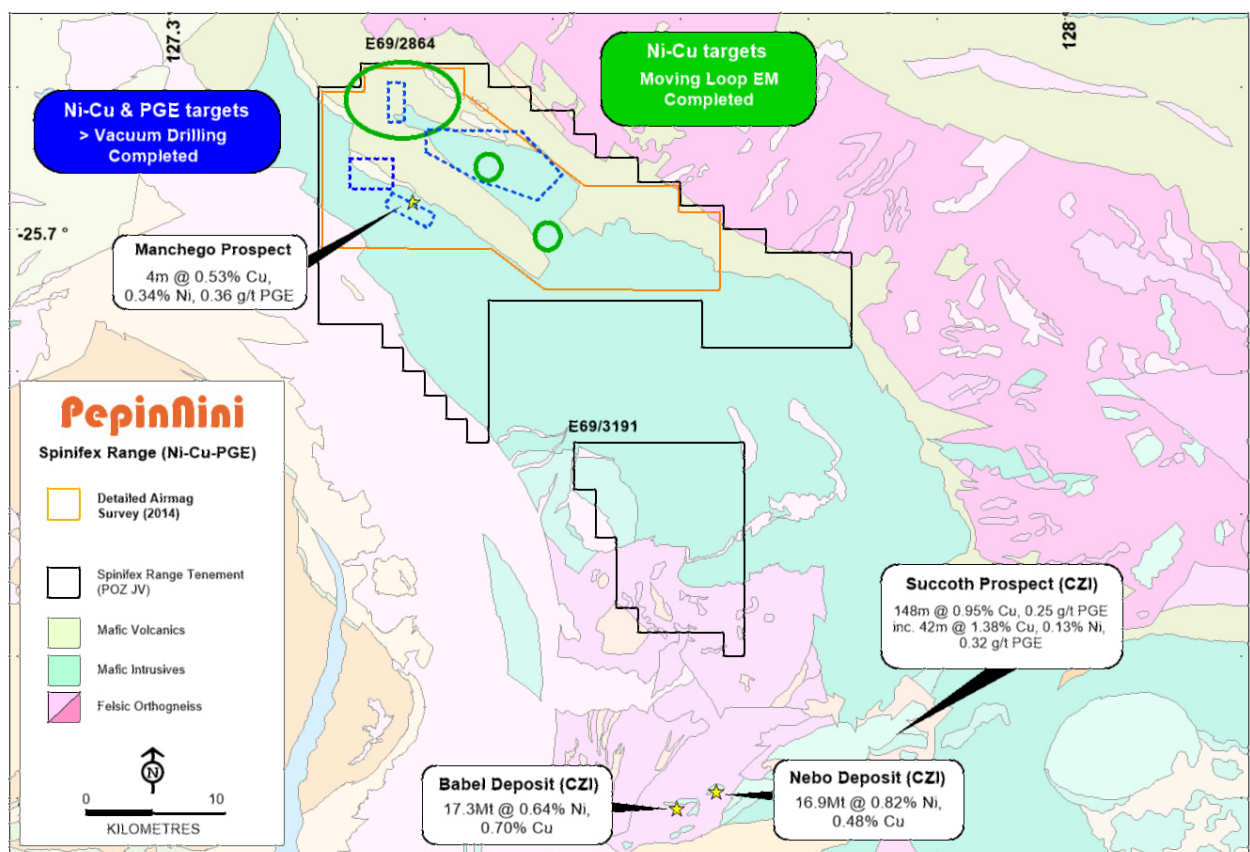 127.3°
128°
E69/2864
Ni-Cu targets
Moving Loop EM
Completed
Ni-Cu & PGE targets
> Vacuum Drilling
Completed
-25.7 °
Manchego Prospect
4m @ 0.53% Cu,
0.34% Ni, 0.36 g/t PGE
PepinNini
Spinifex Range (Ni-Cu-PGE)
Detailed Airmag
Survey (2014)
Spinifex Range Tenement
(POZ JV)
Mafic Volcanics
Mafic Intrusives
Felsic Orthogneiss
N
0 10
KILOMETRES
E69/3191
Succoth Prospect (CZI)
148m @ 0.95% Cu, 0.25 g/t PGE
inc. 42m @ 1.38% Cu, 0.13% Ni,
0.32 g/t PGE
Babel Deposit (CZI)
17.3Mt @ 0.64% Ni,
0.70% Cu
Nebo Deposit (CZI)
16.9Mt @ 0.82% Ni,
0.48% Cu